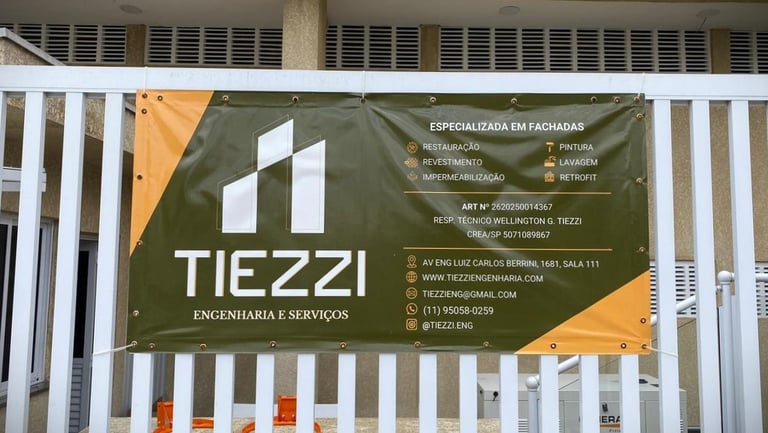 TIEZZI
ENGENHARIA E SERVIÇOS
ESPECIALIZADA EM FACHADAS
RESTAURAÇÃO
REVESTIMENTO
IMPERMEABILIZAÇÃO
PINTURA
LAVAGEM
RETROFIT
ART Nº 2620250014367
RESP. TÉCNICO WELLINGTON G. TIEZZI
CREA/SP 5071089867
AV ENG LUIZ CARLOS BERRINI, 1681, SALA 111
WWW.TIEZZIENGENHARIA.COM
TIEZZIENG@GMAIL.COM
(11) 95058-0259
@TIEZZI.ENG